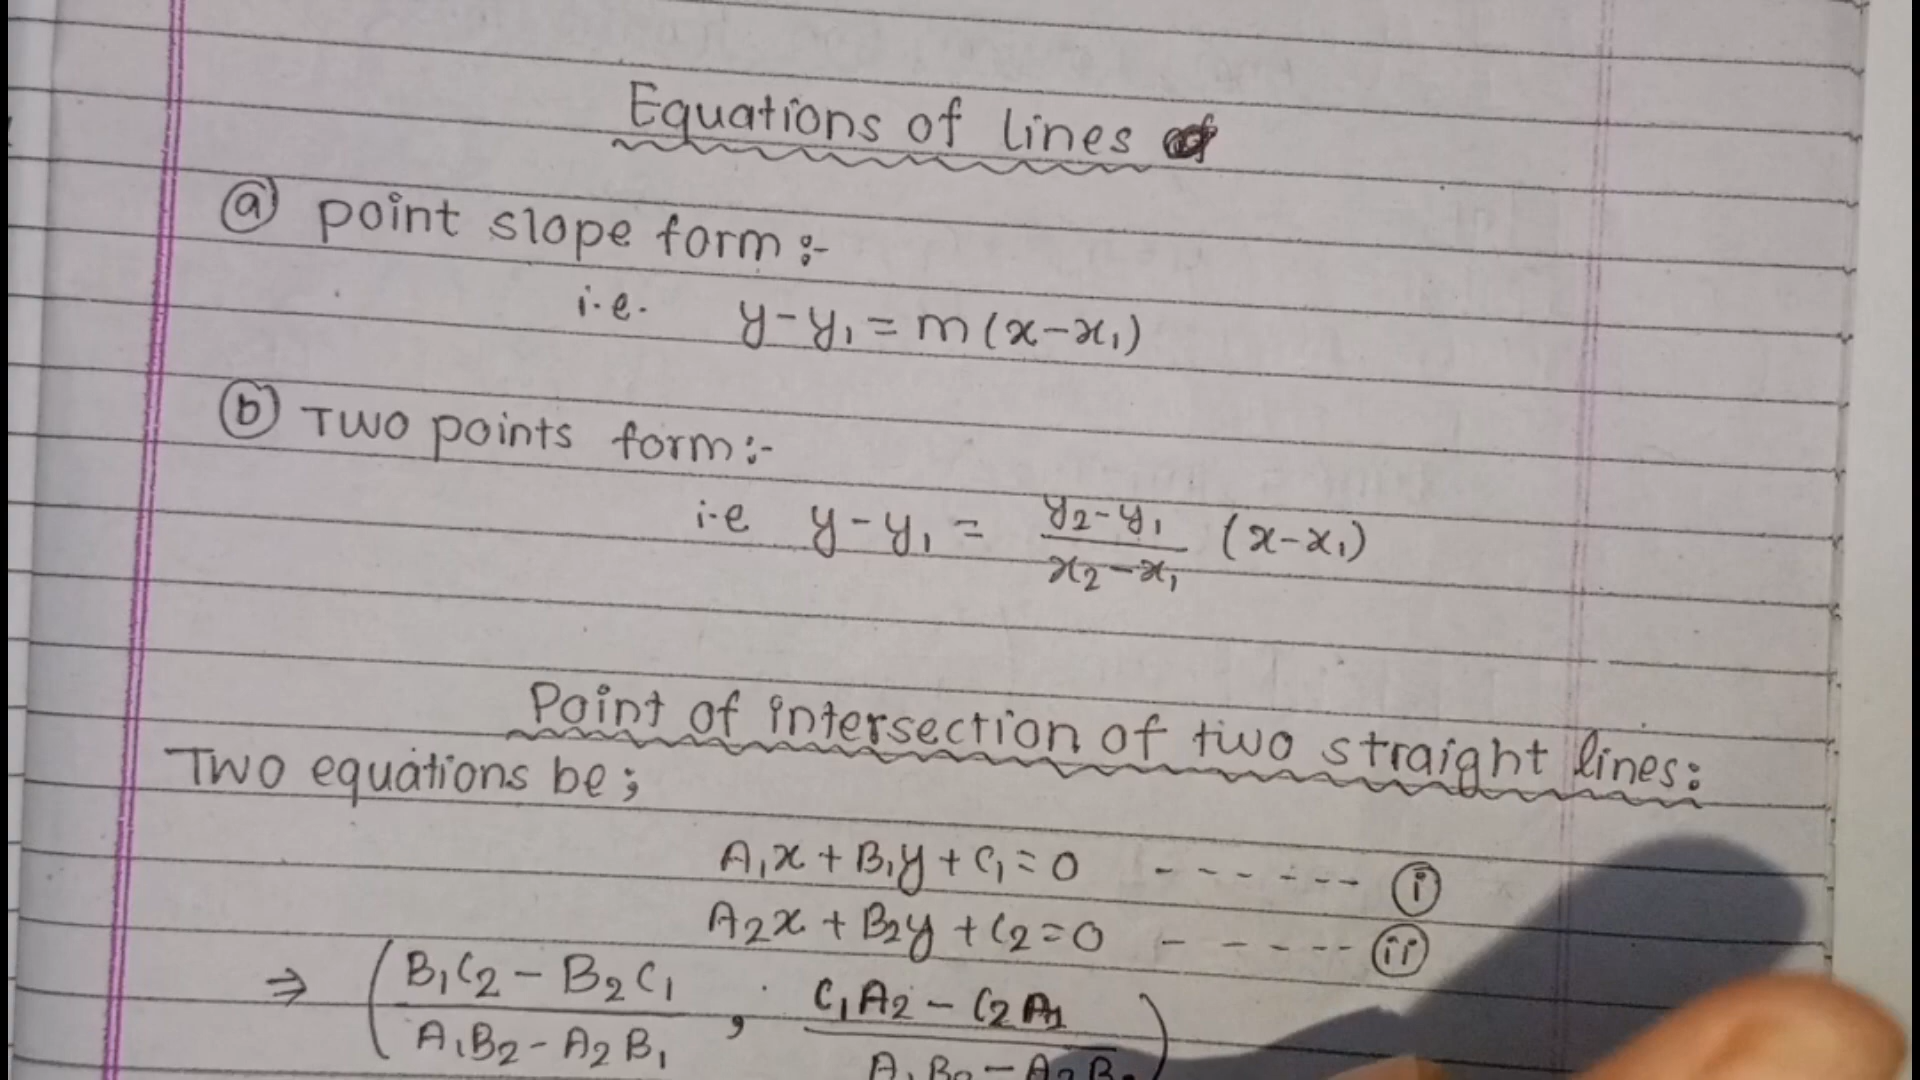 Equations of lines
ⓐ point slope form :-
i.e. y-y₁ = m(x-x₁)
ⓑ Two points form :-
i-e y-y₁ = y₂-y₁/x₂-x₁ (x-x₁)
Point of intersection of two straight lines:
Two equations be;
A₁x + B₁y + C₁ = 0 ------- ⓘ
A₂x + B₂y + C₂ = 0 ------ ⓘⓘ
⇒ (B₁C₂ - B₂C₁/A₁B₂ - A₂B₁ , C₁A₂ - C₂A₁/A₁B₂ - A₂B₁)